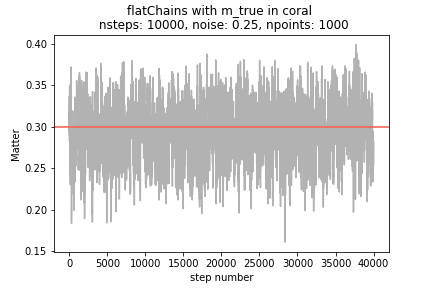 flatChains with m_true in coral
nsteps: 10000, noise: 0.25, npoints: 1000
0.40
0.35
0.30
0.25
0.20
0.15
Matter
0 5000 10000 15000 20000 25000 30000 35000 40000
step number